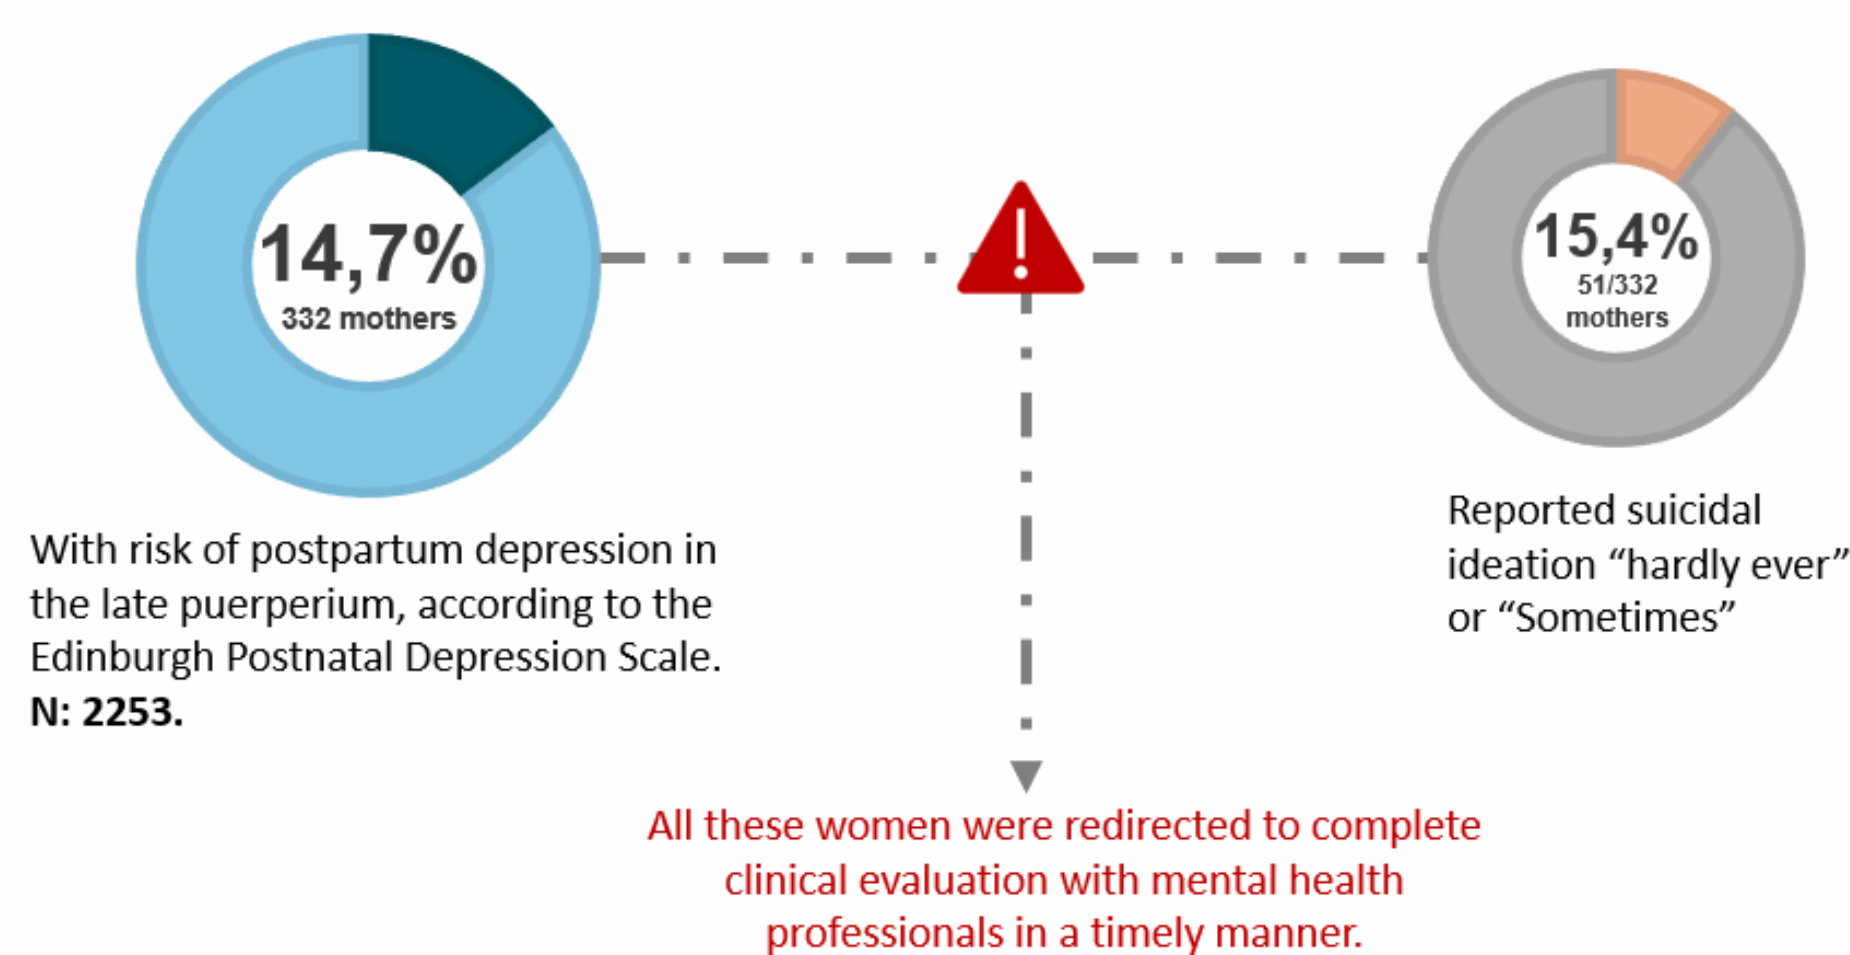 14,7%
332 mothers
With risk of postpartum depression in
the late puerperium, according to the
Edinburgh Postnatal Depression Scale.
N: 2253.
!
15,4%
51/332
mothers
Reported suicidal
ideation “hardly ever”
or “Sometimes”
All these women were redirected to complete
clinical evaluation with mental health
professionals in a timely manner.